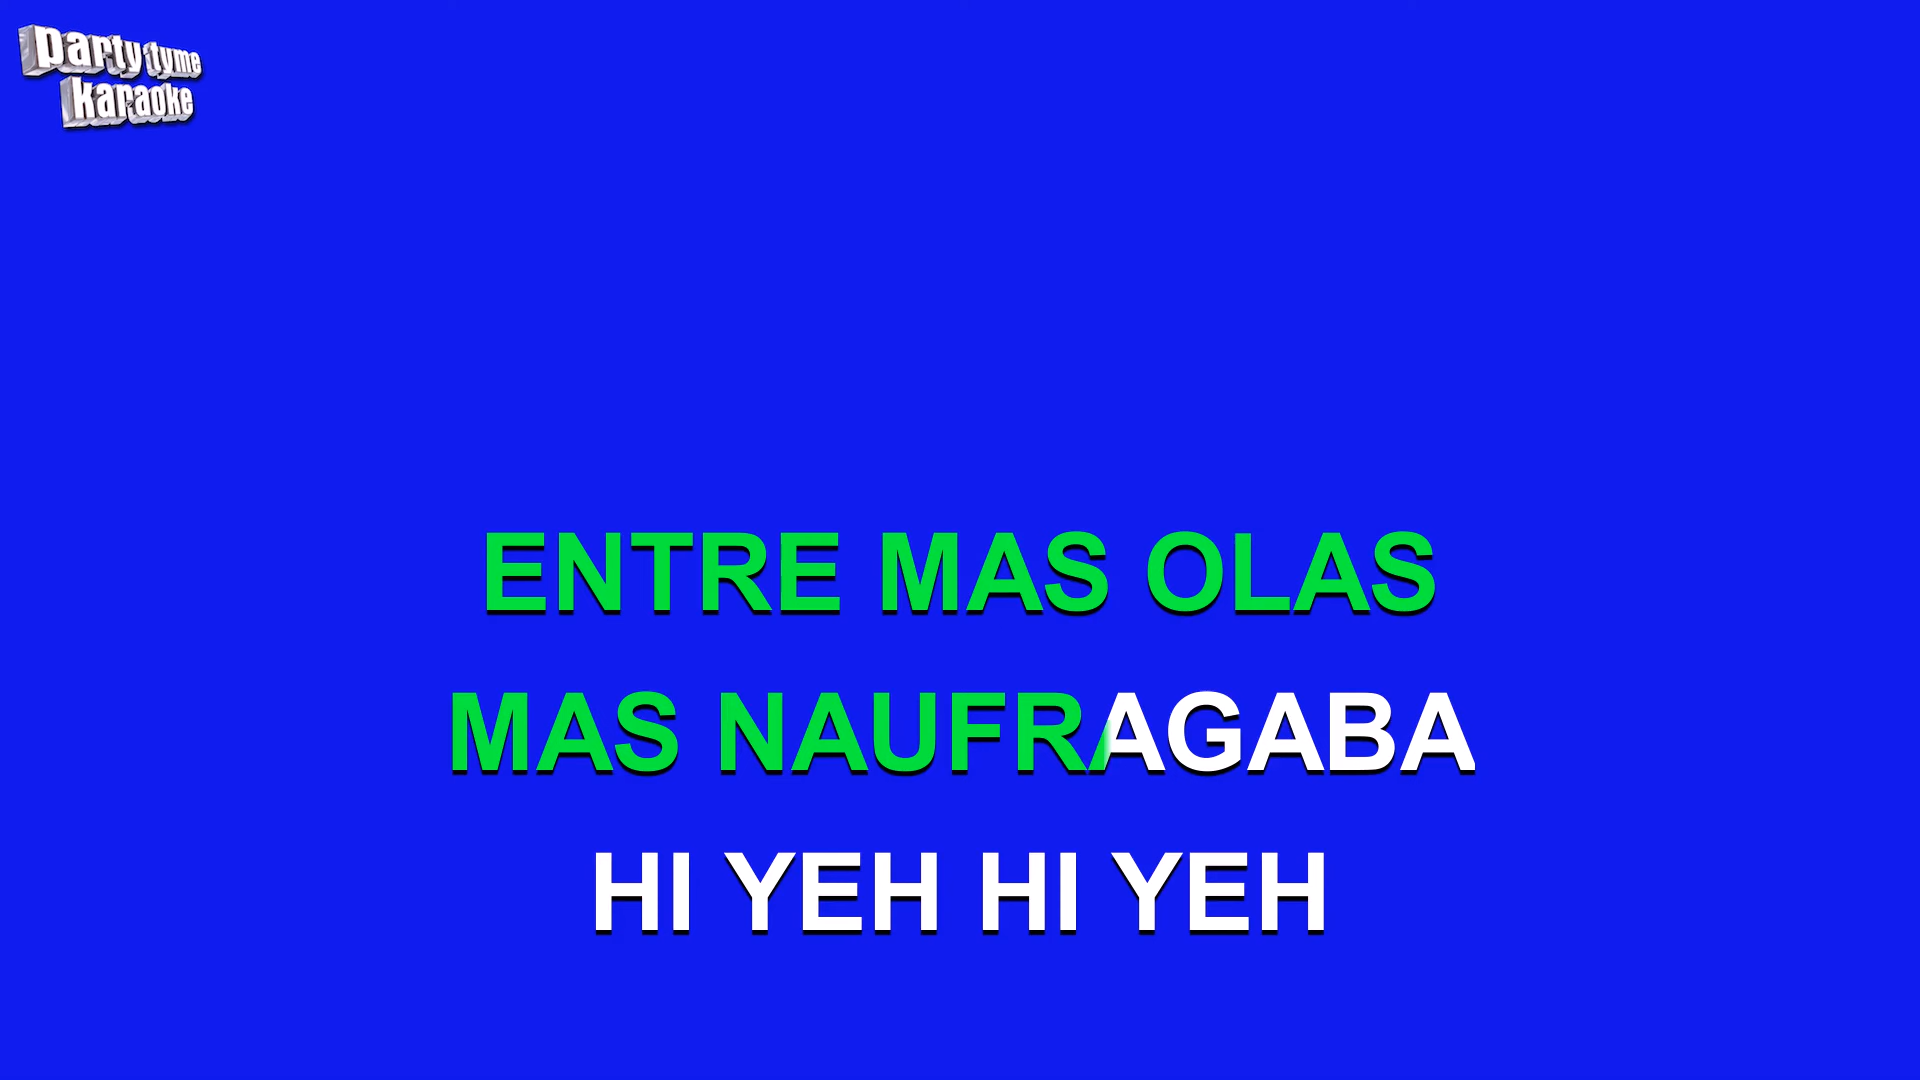 party tyme
karaoke
ENTRE MAS OLAS
MAS NAUFRAGABA
HI YEH HI YEH